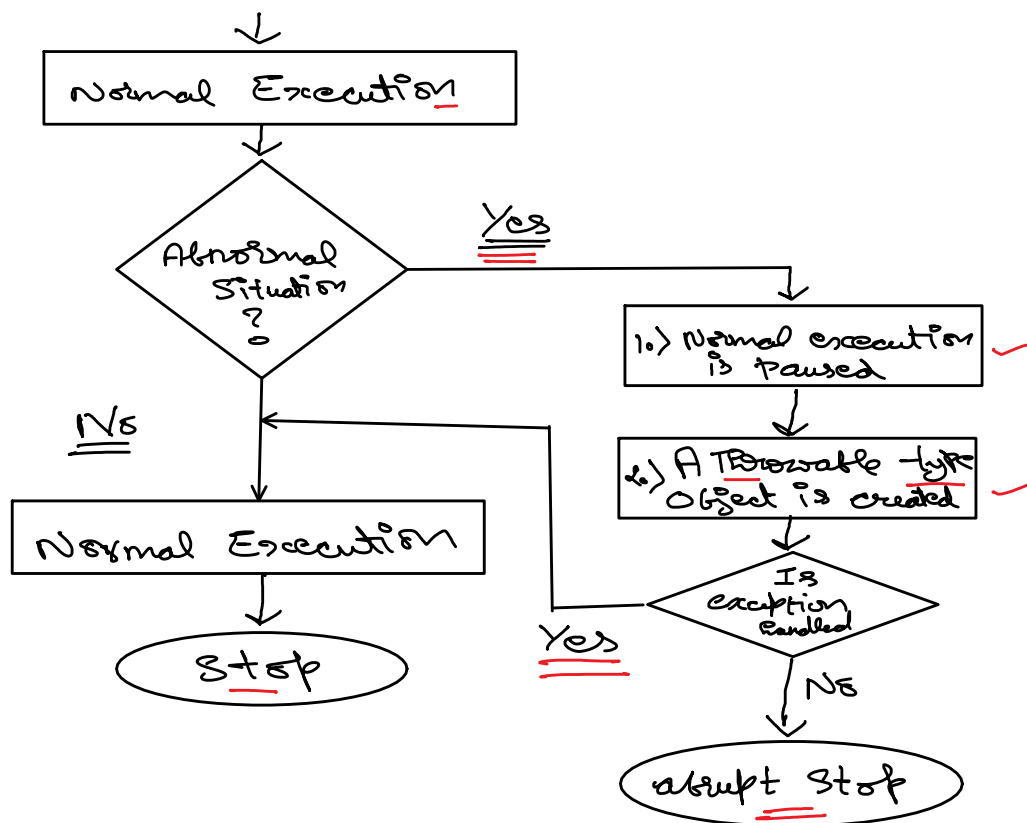 Normal Execution
Abnormal
Situation
?
Yes
No
Normal Execution
Stop
1.) Normal execution
is Paused
2.) A Throwable type
Object is created
Is
exception
handled
Yes
No
abrupt Stop